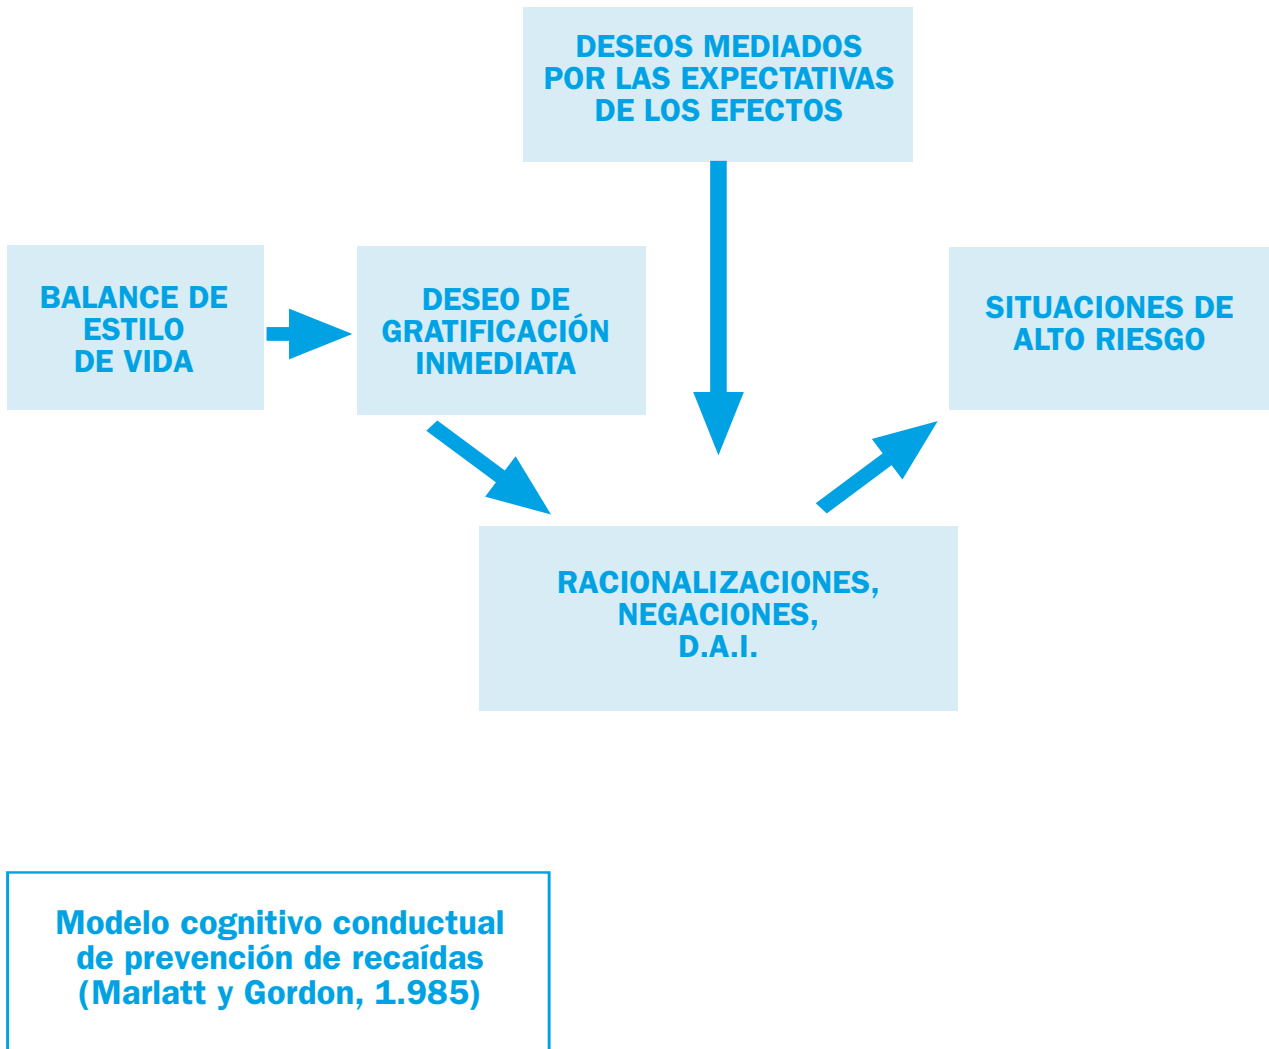 DESEOS MEDIADOS
POR LAS EXPECTATIVAS
DE LOS EFECTOS
BALANCE DE
ESTILO
DE VIDA
DESEO DE
GRATIFICACIÓN
INMEDIATA
SITUACIONES DE
ALTO RIESGO
RACIONALIZACIONES,
NEGACIONES,
D.A.I.
Modelo cognitivo conductual
de prevención de recaídas
(Marlatt y Gordon, 1.985)